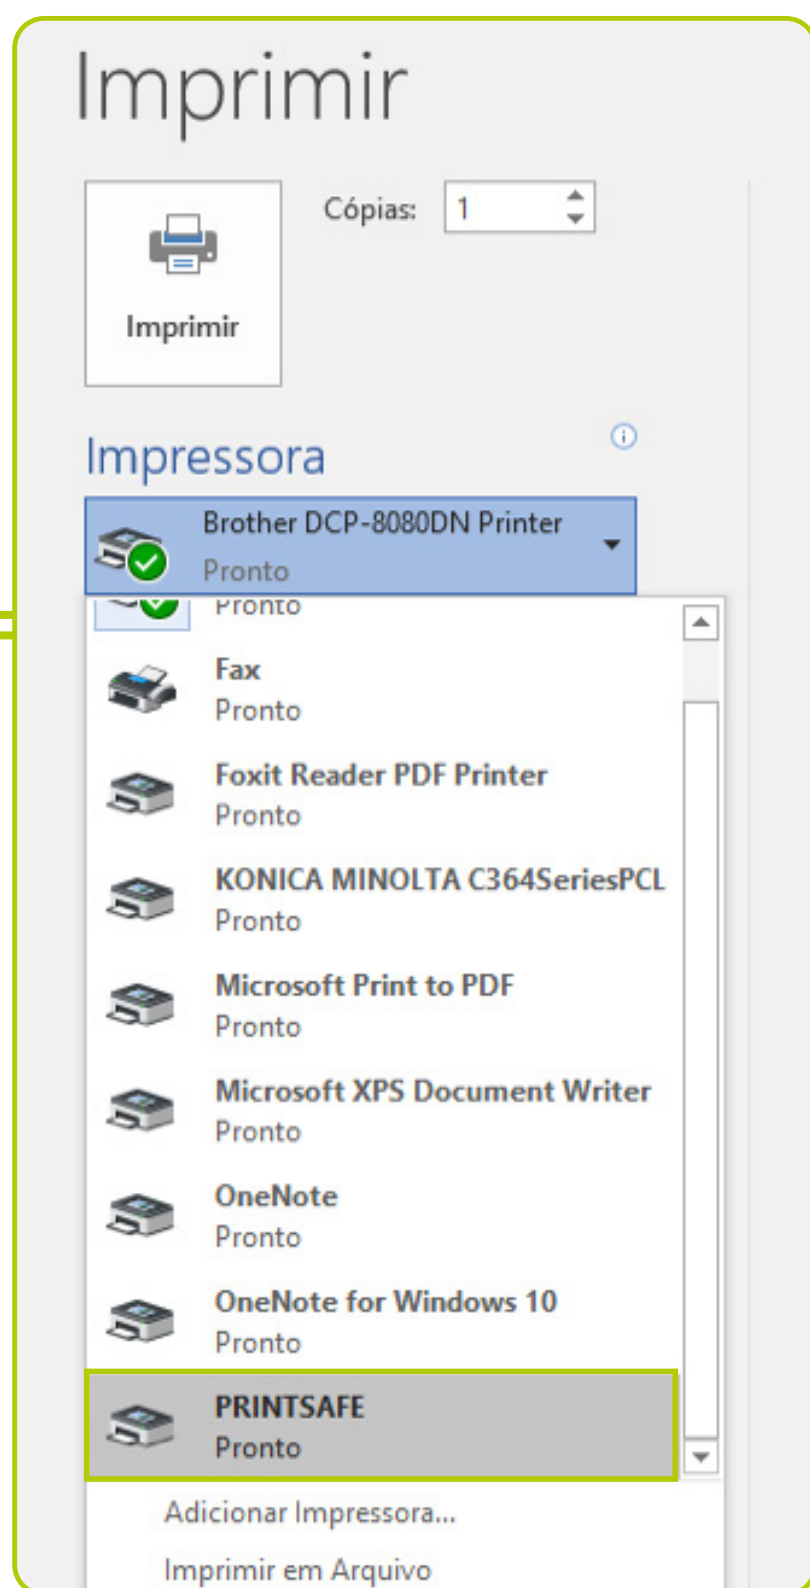 Imprimir
Cópias: 1
Imprimir
Impressora
Brother DCP-8080DN Printer
Pronto
Pronto
Fax
Pronto
Foxit Reader PDF Printer
Pronto
KONICA MINOLTA C364SeriesPCL
Pronto
Microsoft Print to PDF
Pronto
Microsoft XPS Document Writer
Pronto
OneNote
Pronto
OneNote for Windows 10
Pronto
PRINTSAFE
Pronto
Adicionar Impressora...
Imprimir em Arquivo